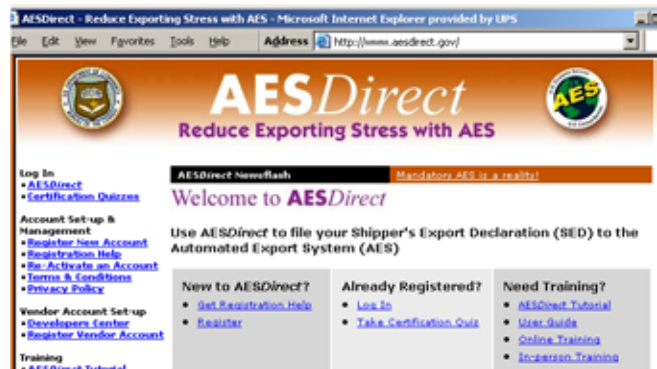 AESDirect - Reduce Exporting Stress with AES - Microsoft Internet Explorer provided by UPS
File Edit View Favorites Tools Help Address http://www.aesdirect.gov/
AESDirect
AES
Reduce Exporting Stress with AES
Log In
AESDirect
Certification Quizzes
Account Set-up &
Management
Register New Account
Registration Help
Re-Activate an Account
Terms & Conditions
Privacy Policy
Vendor Account Set-up
Developers Center
Register Vendor Account
Training
AESDirect Tutorial
AESDirect Newsflash Mandatory AES is a reality!
Welcome to AESDirect
Use AESDirect to file your Shipper's Export Declaration (SED) to the
Automated Export System (AES)
New to AESDirect?
Get Registration Help
Register
Already Registered?
Log In
Take Certification Quiz
Need Training?
AESDirect Tutorial
User Guide
Online Training
In-person Training